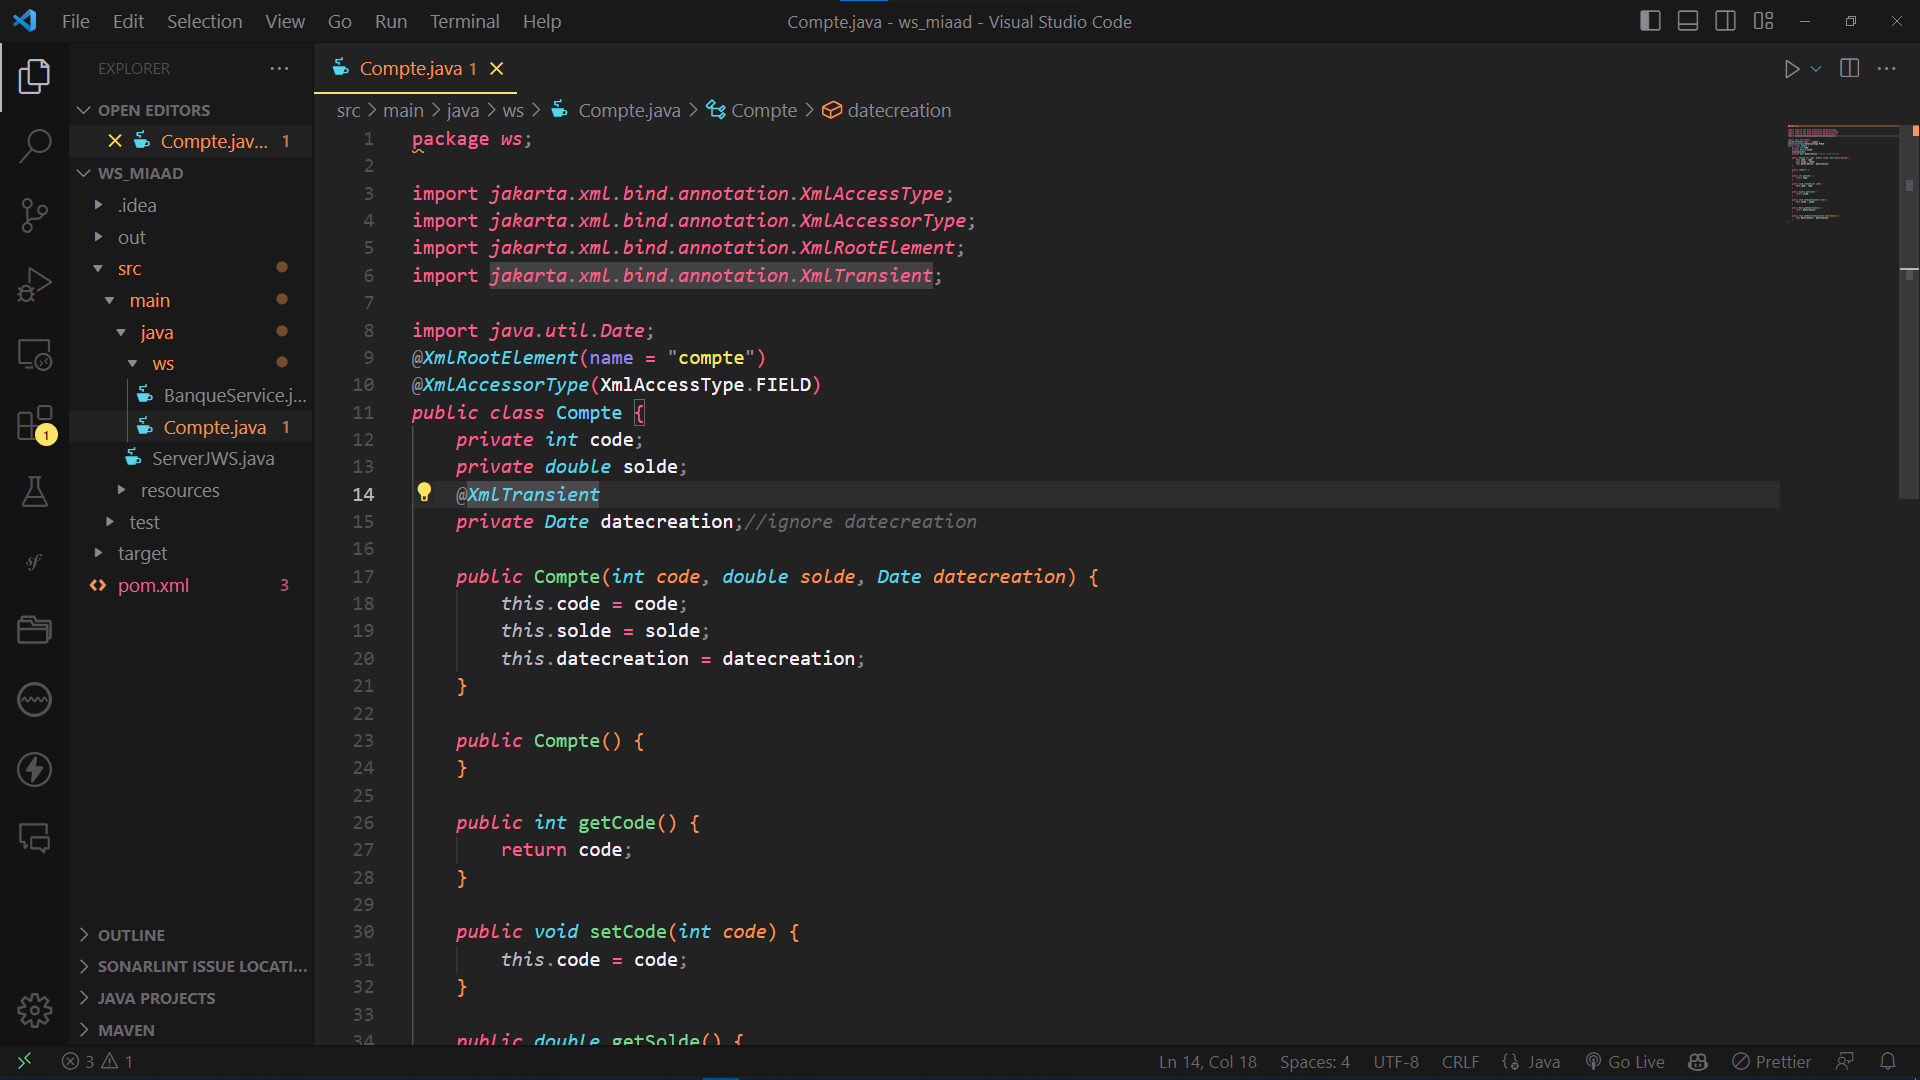 File Edit Selection View Go Run Terminal Help
Compte.java - ws_miaad - Visual Studio Code
EXPLORER
OPEN EDITORS
Compte.jav... 1
WS_MIAAD
.idea
out
src
main
java
ws
BanqueService.j...
Compte.java 1
ServerJWS.java
resources
test
target
pom.xml 3
OUTLINE
SONARLINT ISSUE LOCATI...
JAVA PROJECTS
MAVEN
1
sf
Compte.java 1
src > main > java > ws > Compte.java > Compte > datecreation
1 package ws;
2
3 import jakarta.xml.bind.annotation.XmlAccessType;
4 import jakarta.xml.bind.annotation.XmlAccessorType;
5 import jakarta.xml.bind.annotation.XmlRootElement;
6 import jakarta.xml.bind.annotation.XmlTransient;
7
8 import java.util.Date;
9 @XmlRootElement(name = "compte")
10 @XmlAccessorType(XmlAccessType.FIELD)
11 public class Compte {
12 private int code;
13 private double solde;
14 @XmlTransient
15 private Date datecreation;//ignore datecreation
16
17 public Compte(int code, double solde, Date datecreation) {
18 this.code = code;
19 this.solde = solde;
20 this.datecreation = datecreation;
21 }
22
23 public Compte() {
24 }
25
26 public int getCode() {
27 return code;
28 }
29
30 public void setCode(int code) {
31 this.code = code;
32 }
33
34 public double getSolde() {
3 1
Ln 14, Col 18 Spaces: 4 UTF-8 CRLF Java Go Live Prettier